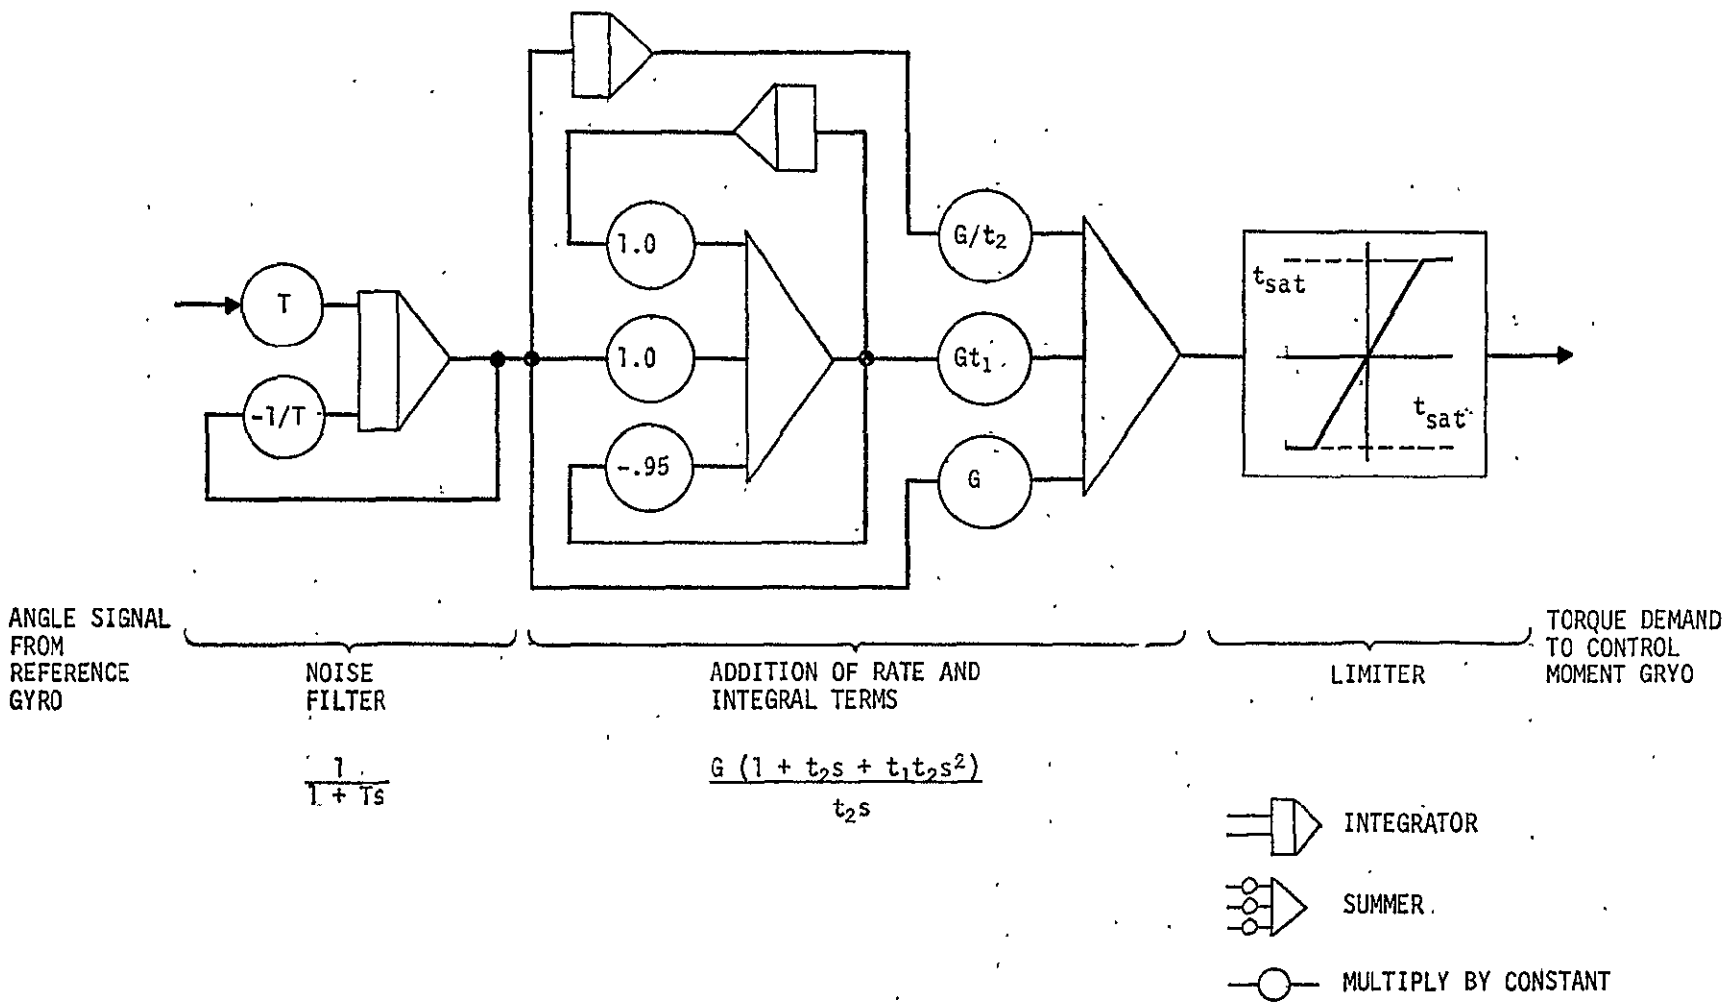 G/t₂
1.0
t_sat
T
1.0
Gt₁
-1/T
t_sat
-.95
G
ANGLE SIGNAL
FROM
REFERENCE
GYRO
NOISE
FILTER
ADDITION OF RATE AND
INTEGRAL TERMS
LIMITER
TORQUE DEMAND
TO CONTROL
MOMENT GRYO
1
1 + Ts
G (1 + t₂s + t₁t₂s²)
t₂s
INTEGRATOR
SUMMER
MULTIPLY BY CONSTANT